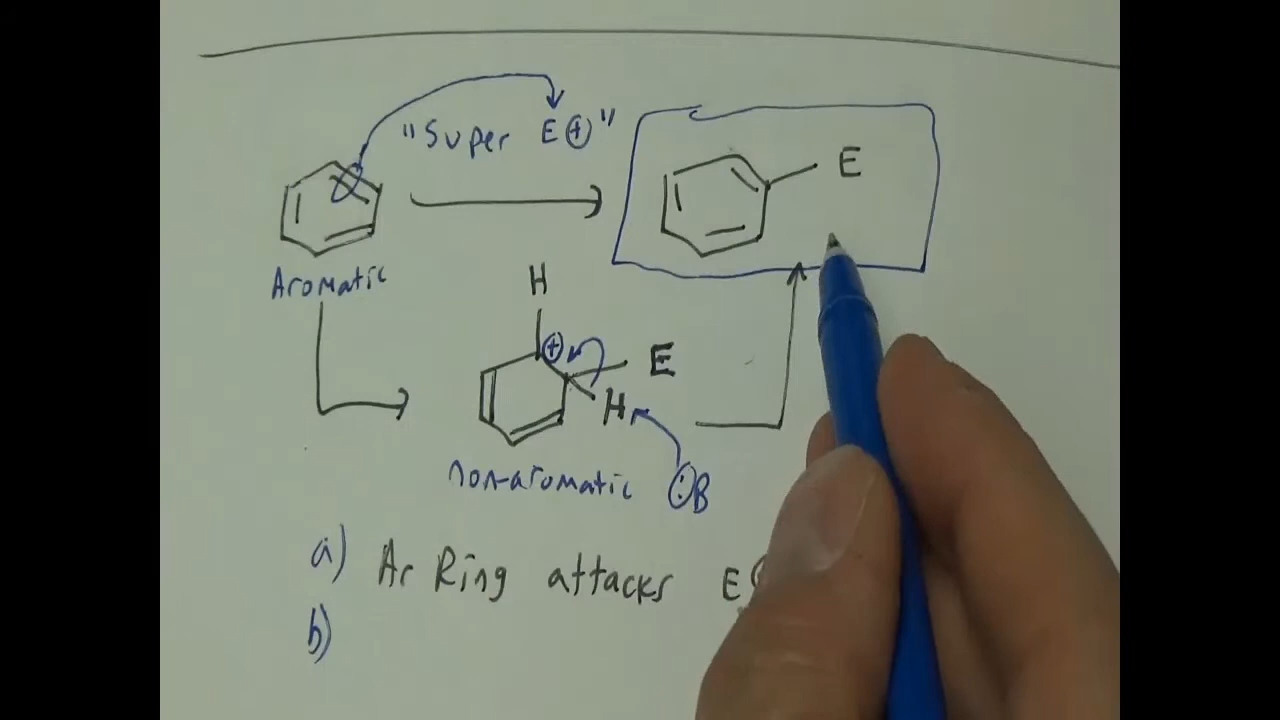 "Super E⊕"
E
Aromatic
H
⊕
E
H
non-aromatic :B
a) Ar Ring attacks E
b)